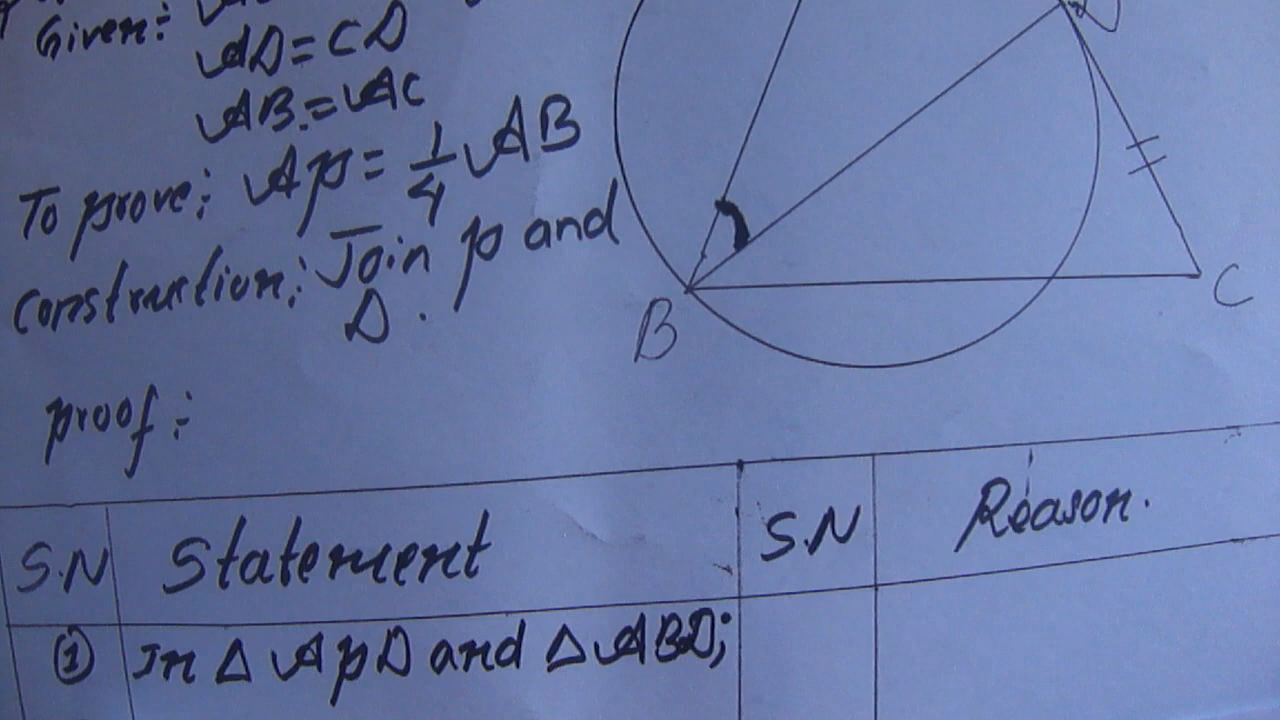 Given:
AD = CD
AB = AC
To prove: AP = 1/4 AB
Construction: Join P and
D.
B
C
proof:
S.N Statement S.N Reason.
① In △ APD and △ ABD;